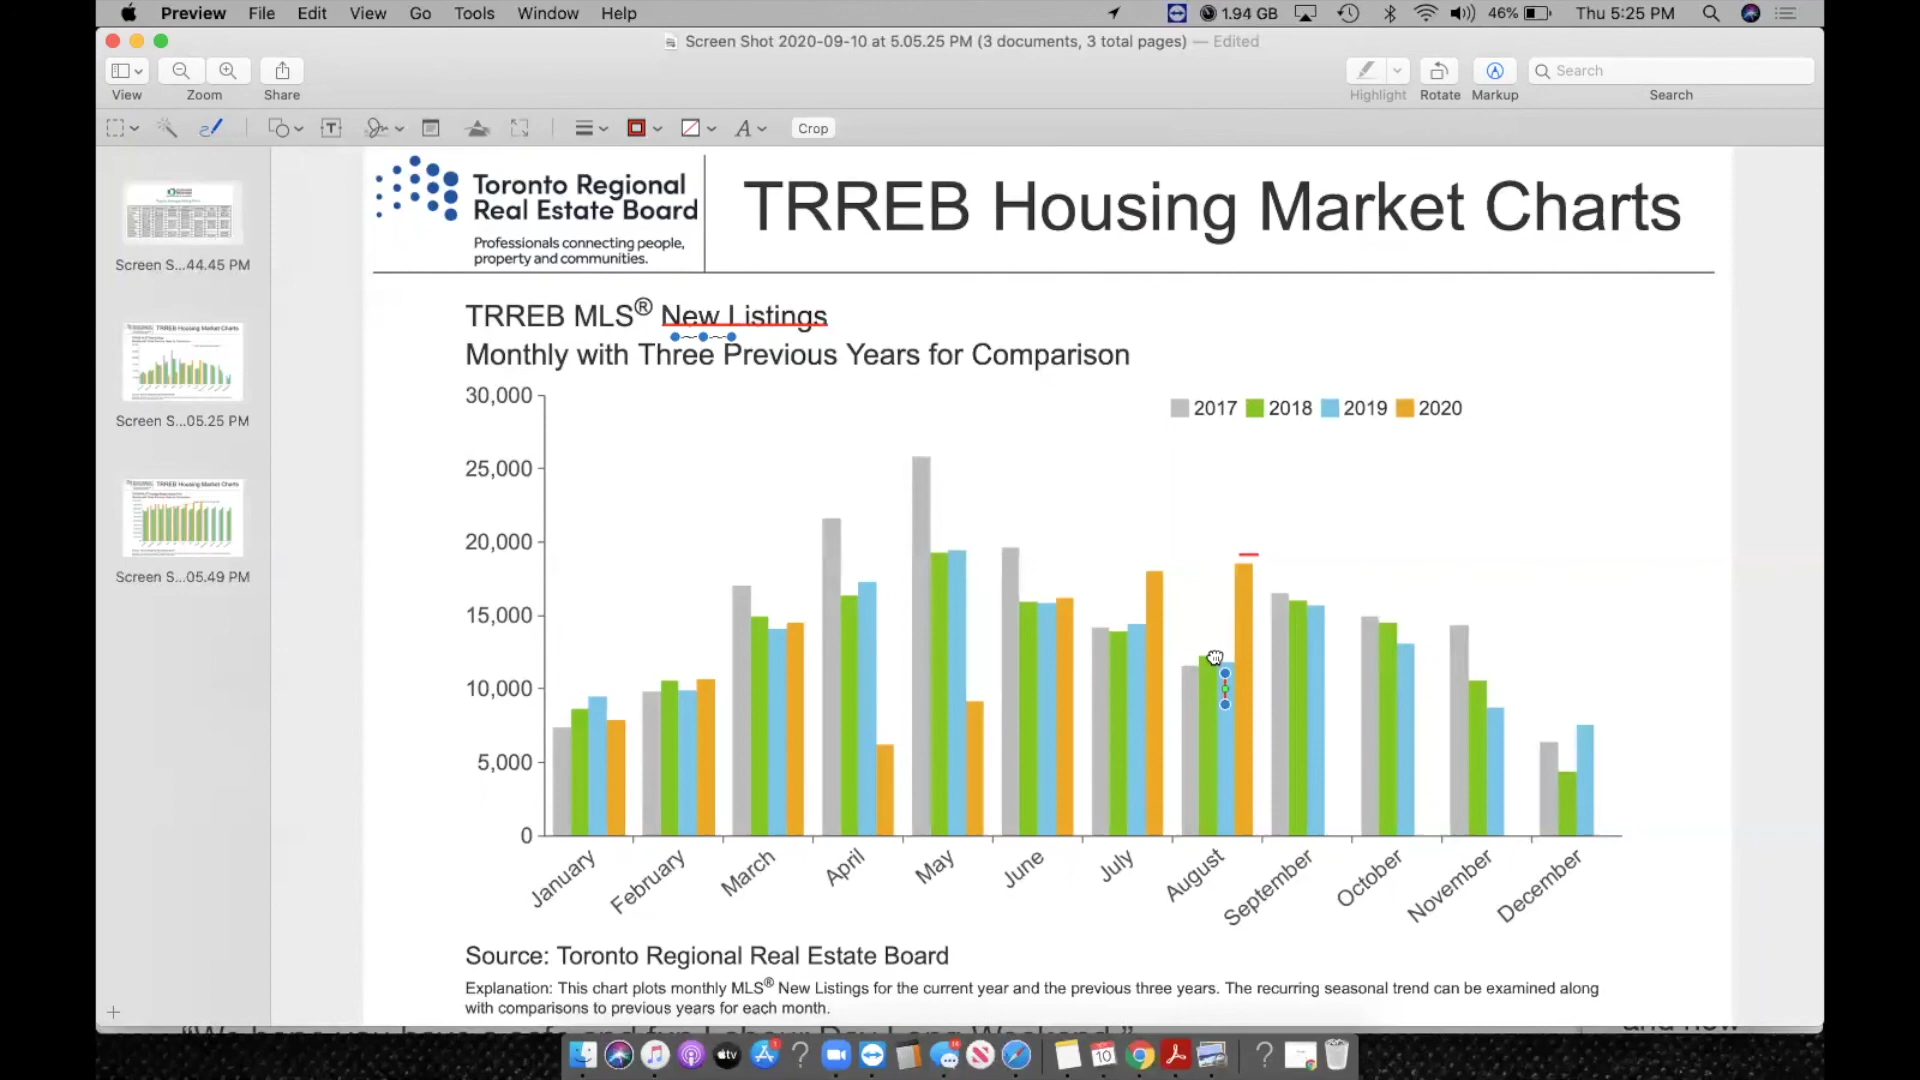 Preview File Edit View Go Tools Window Help 1.94 GB 46% Thu 5:25 PM
Screen Shot 2020-09-10 at 5.05.25 PM (3 documents, 3 total pages) — Edited
Search
View Zoom Share Highlight Rotate Markup Search
Crop
Toronto Regional
Real Estate Board
Professionals connecting people,
property and communities.
TRREB Housing Market Charts
Screen S...44.45 PM
Screen S...05.25 PM
Screen S...05.49 PM
TRREB MLS® New Listings
Monthly with Three Previous Years for Comparison
2017 2018 2019 2020
30,000
25,000
20,000
15,000
10,000
5,000
0
January February March April May June July August September October November December
Source: Toronto Regional Real Estate Board
Explanation: This chart plots monthly MLS® New Listings for the current year and the previous three years. The recurring seasonal trend can be examined along
with comparisons to previous years for each month.